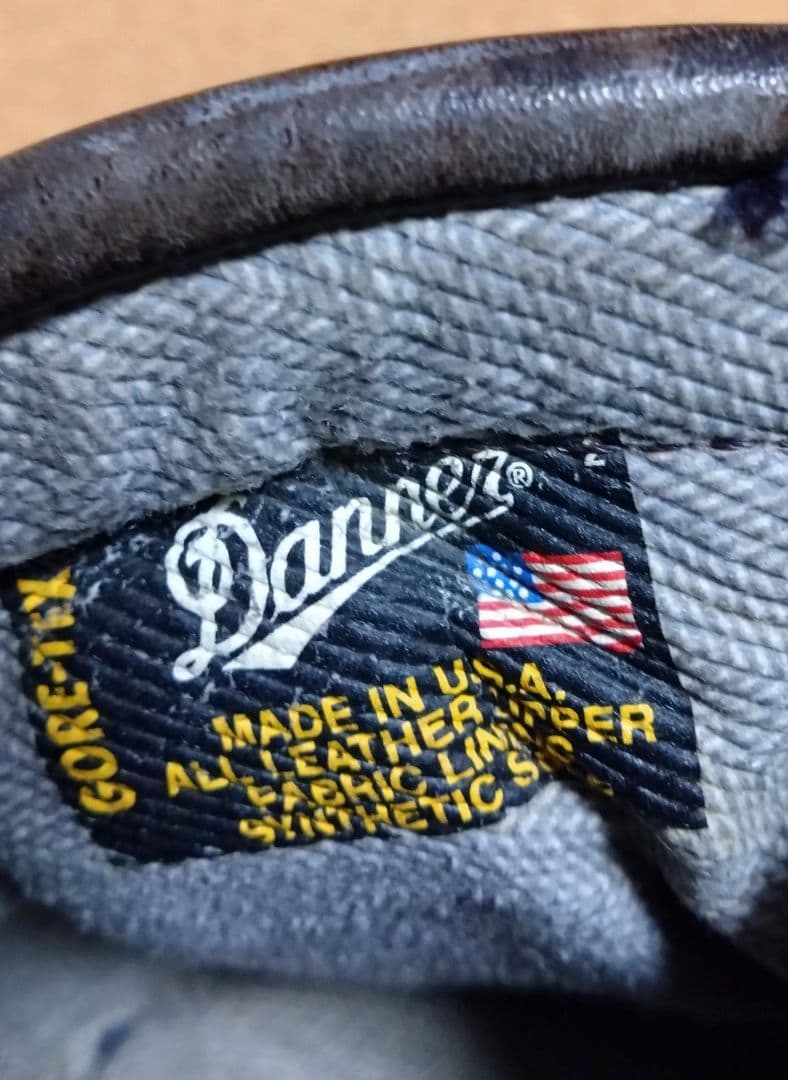 Danner®
GORE-TEX
MADE IN U.S.A.
ALL LEATHER UPPER
FABRIC LINING
SYNTHETIC